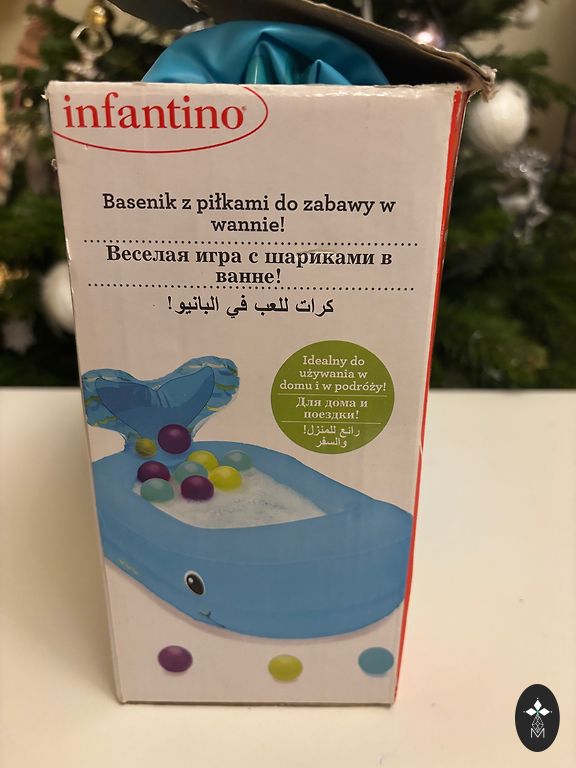 infantino
Basenik z piłkami do zabawy w
wannie!
Веселая игра с шариками в
ванне!
كرات للعب في البانيو!
Idealny do
używania w
domu i w podróży!
Для дома и
поездки!
رائع للمنزل!
والسفر
M